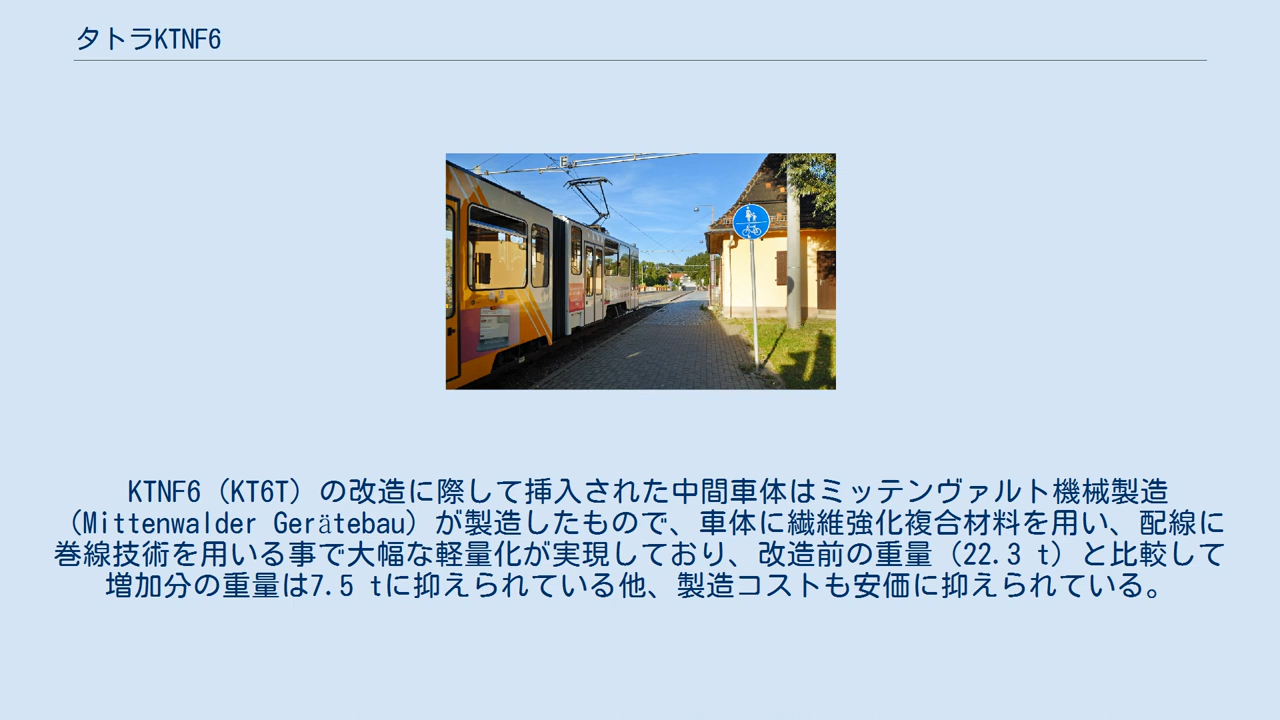 タトラKTNF6
KTNF6（KT6T）の改造に際して挿入された中間車体はミッテンヴァルト機械製造
（Mittenwalder Gerätebau）が製造したもので、車体に繊維強化複合材料を用い、配線に
巻線技術を用いる事で大幅な軽量化が実現しており、改造前の重量（22.3 t）と比較して
増加分の重量は7.5 tに抑えられている他、製造コストも安価に抑えられている。